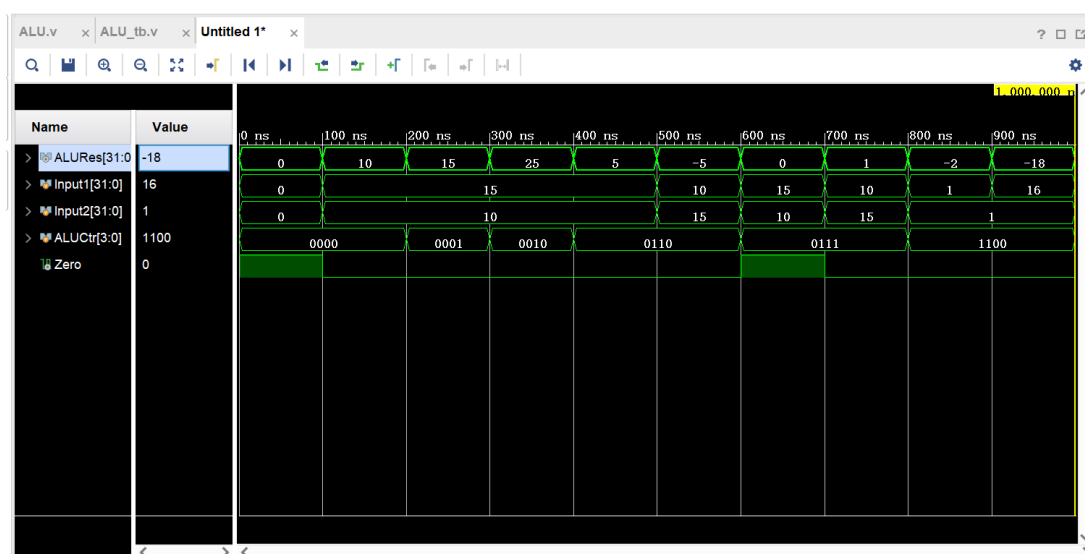 ALU.v × ALU_tb.v × Untitled 1* ×
?
1,000,000 n
Name Value
0 ns 100 ns 200 ns 300 ns 400 ns 500 ns 600 ns 700 ns 800 ns 900 ns
ALURes[31:0 -18 0 10 15 25 5 -5 0 1 -2 -18
Input1[31:0] 16 0 15 10 15 10 1 16
Input2[31:0] 1 0 10 15 10 15 1
ALUCtr[3:0] 1100 0000 0001 0010 0110 0111 1100
Zero 0